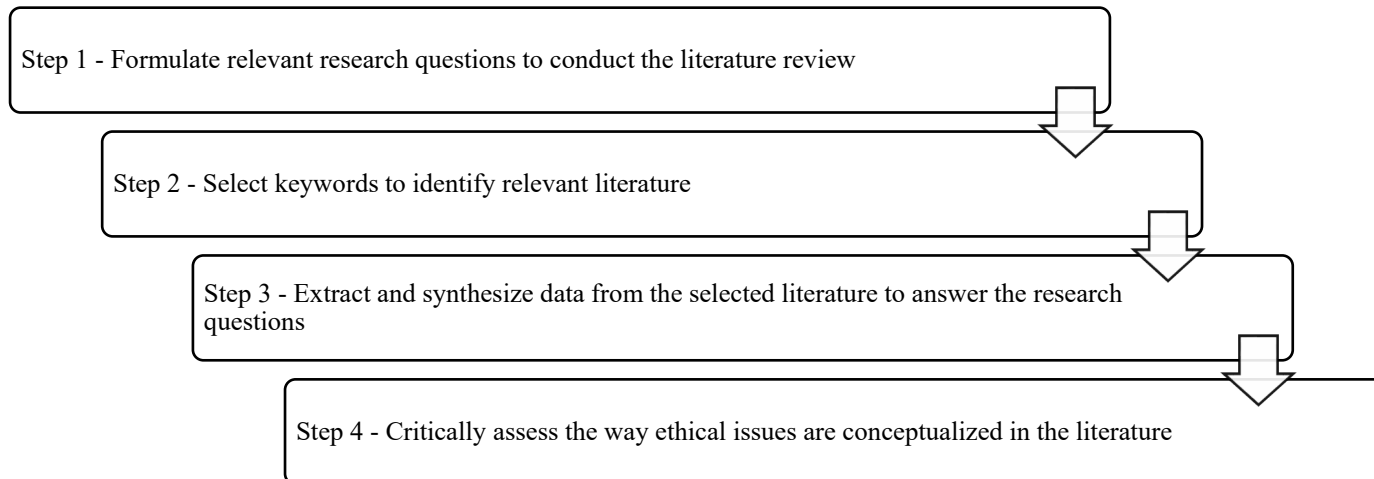 Step 1 - Formulate relevant research questions to conduct the literature review
Step 2 - Select keywords to identify relevant literature
Step 3 - Extract and synthesize data from the selected literature to answer the research
questions
Step 4 - Critically assess the way ethical issues are conceptualized in the literature